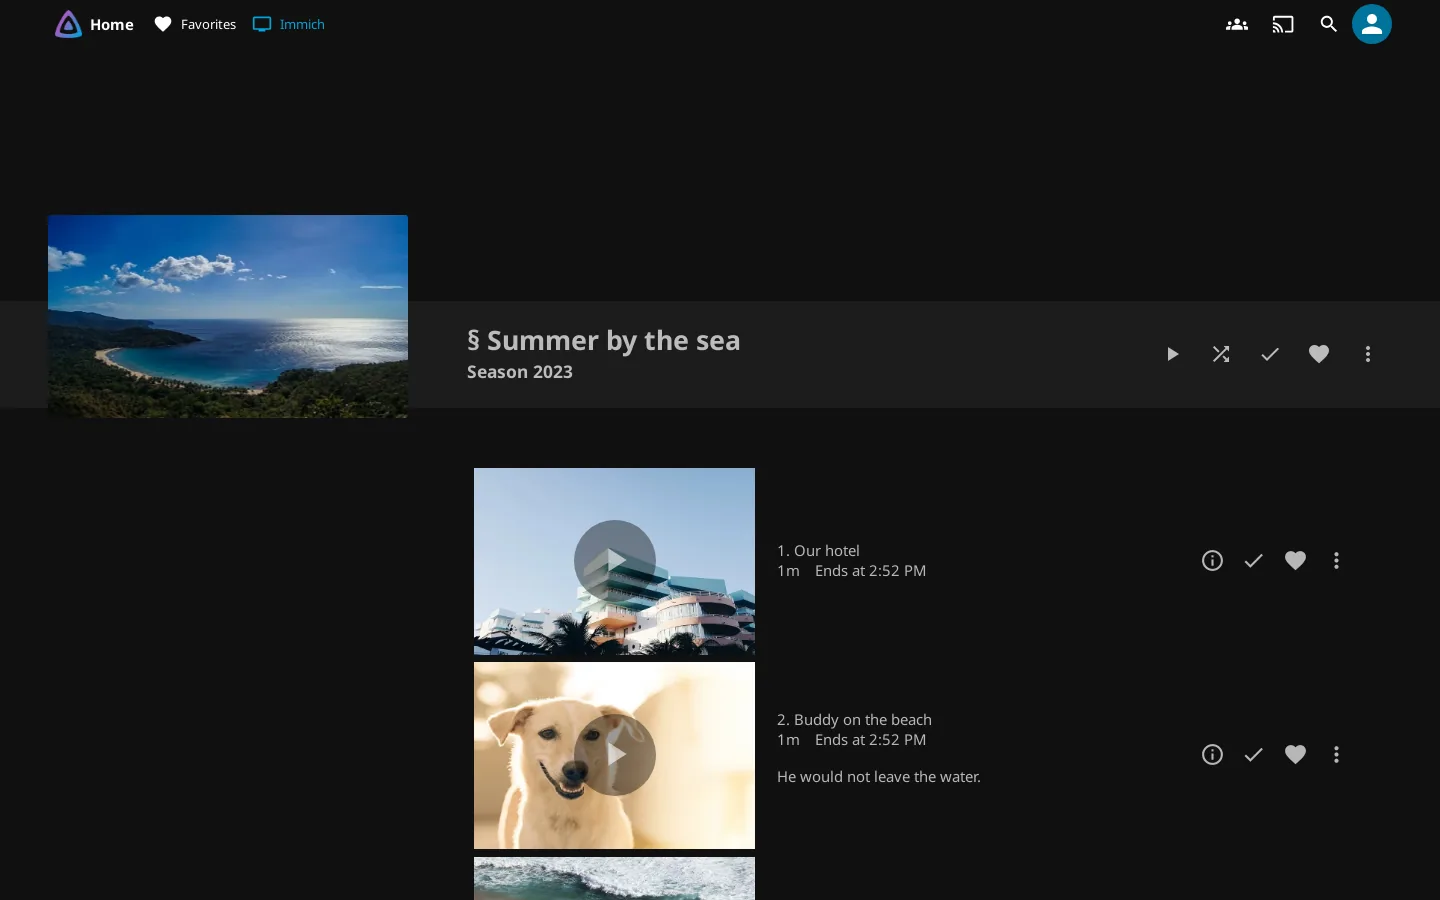 Home
Favorites
Immich
§ Summer by the sea
Season 2023
1. Our hotel
1m Ends at 2:52 PM
2. Buddy on the beach
1m Ends at 2:52 PM
He would not leave the water.